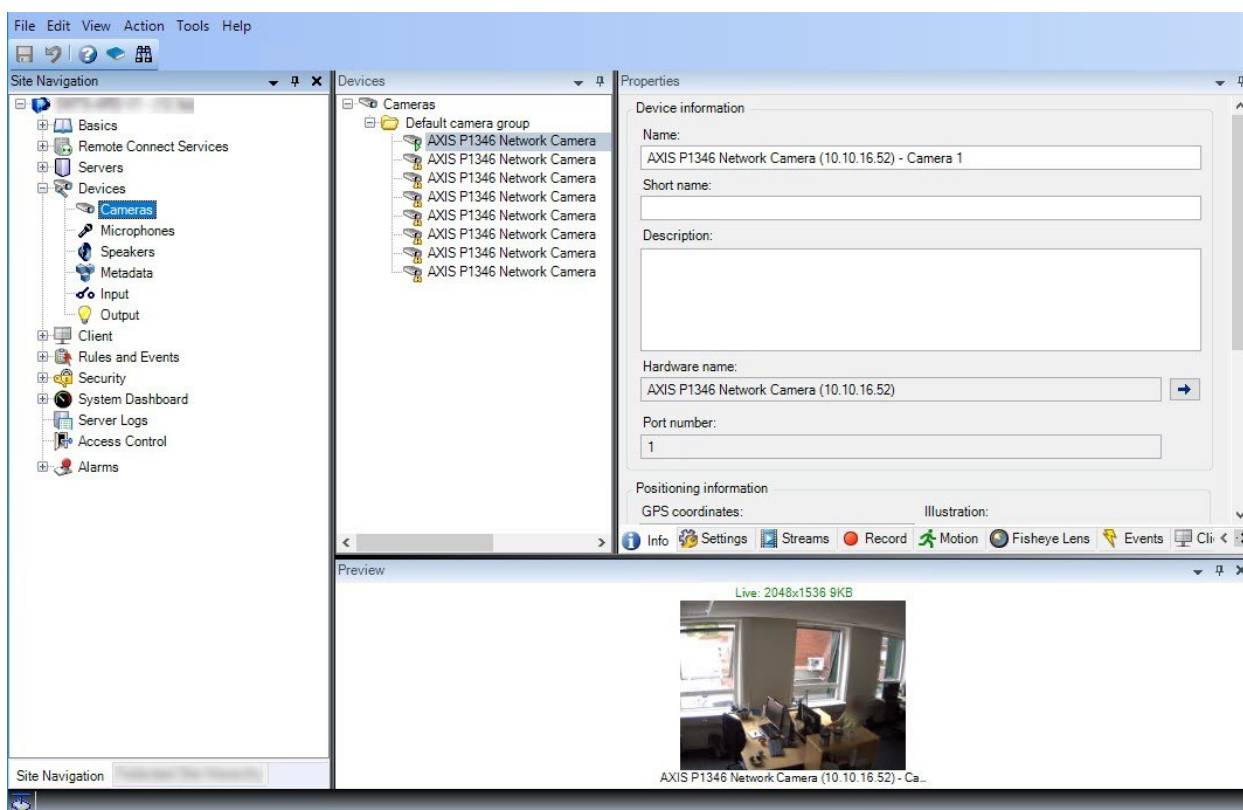 File Edit View Action Tools Help
Site Navigation
Basics
Remote Connect Services
Servers
Devices
Cameras
Microphones
Speakers
Metadata
Input
Output
Client
Rules and Events
Security
System Dashboard
Server Logs
Access Control
Alarms
Site Navigation
Devices
Cameras
Default camera group
AXIS P1346 Network Camera
AXIS P1346 Network Camera
AXIS P1346 Network Camera
AXIS P1346 Network Camera
AXIS P1346 Network Camera
AXIS P1346 Network Camera
AXIS P1346 Network Camera
AXIS P1346 Network Camera
Properties
Device information
Name:
AXIS P1346 Network Camera (10.10.16.52) - Camera 1
Short name:
Description:
Hardware name:
AXIS P1346 Network Camera (10.10.16.52)
Port number:
1
Positioning information
GPS coordinates: Illustration:
Info Settings Streams Record Motion Fisheye Lens Events Cli
Preview
Live: 2048x1536 9KB
AXIS P1346 Network Camera (10.10.16.52) - Ca...